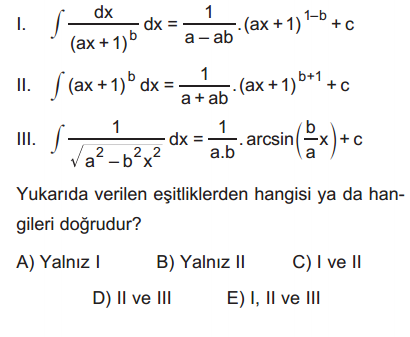 I. ∫ dx / (ax + 1)^b dx = 1 / (a – ab) . (ax + 1)^(1–b) + c
II. ∫ (ax + 1)^b dx = 1 / (a + ab) . (ax + 1)^(b+1) + c
III. ∫ 1 / √(a² – b²x²) dx = 1 / (a.b) . arcsin(b/a x) + c
Yukarıda verilen eşitliklerden hangisi ya da han-
gileri doğrudur?
A) Yalnız I B) Yalnız II C) I ve II
D) II ve III E) I, II ve III